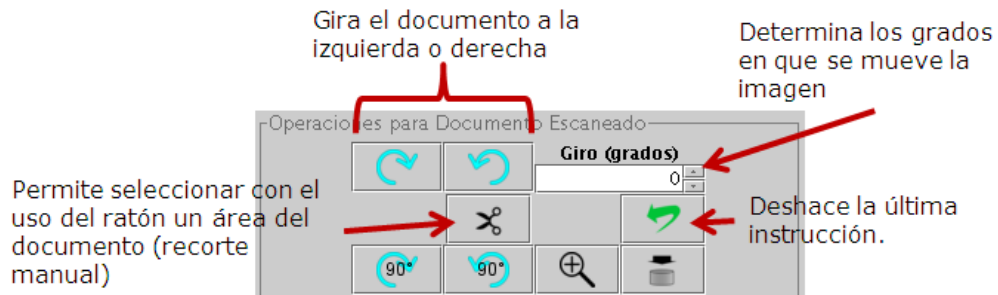 Gira el documento a la
izquierda o derecha
Determina los grados
en que se mueve la
imagen
Operaciones para Documento Escaneado
Giro (grados)
0
Permite seleccionar con el
uso del ratón un área del
documento (recorte
manual)
Deshace la última
instrucción.
90°
90°